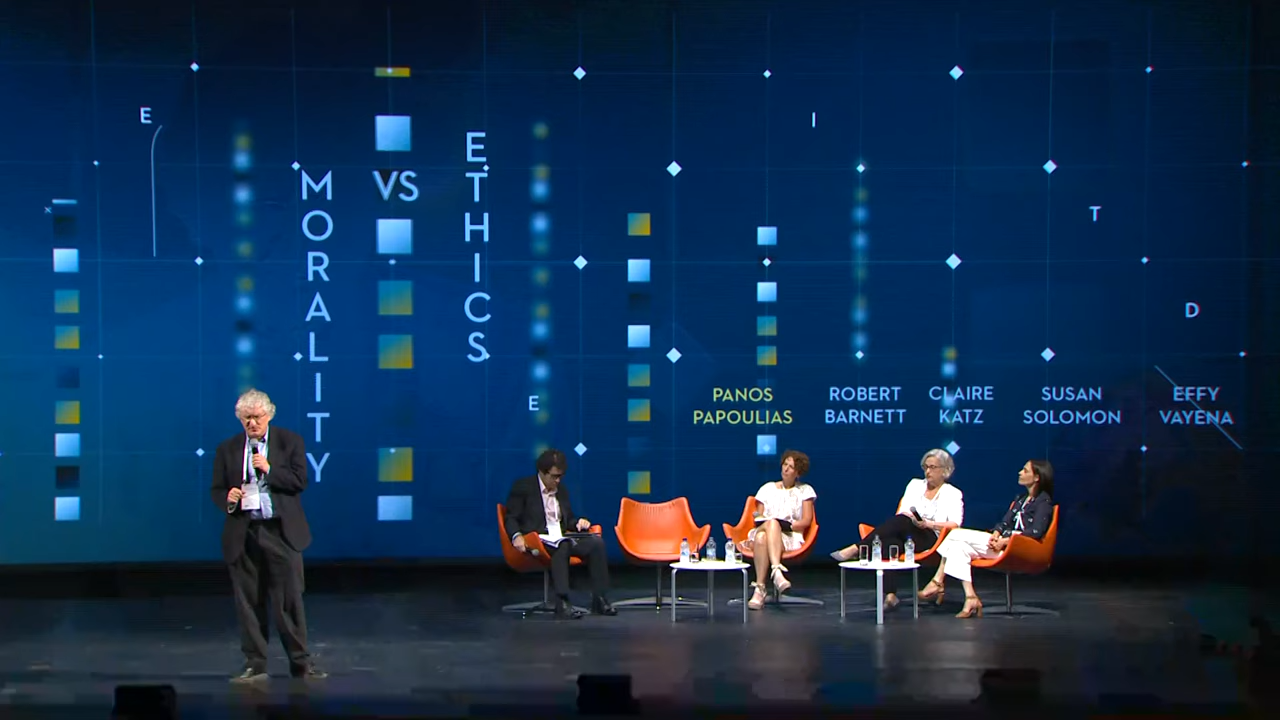 E
MORALITY
VS
ETHICS
I
T
D
E
PANOS
PAPOULIAS
ROBERT
BARNETT
CLAIRE
KATZ
SUSAN
SOLOMON
EFFY
VAYENA